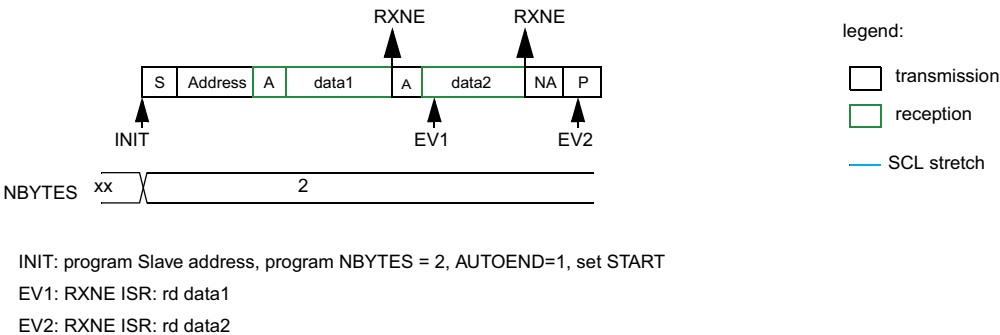 RXNE RXNE
legend:
S Address A data1 A data2 NA P
transmission
reception
INIT EV1 EV2
SCL stretch
NBYTES xx 2
INIT: program Slave address, program NBYTES = 2, AUTOEND=1, set START
EV1: RXNE ISR: rd data1
EV2: RXNE ISR: rd data2